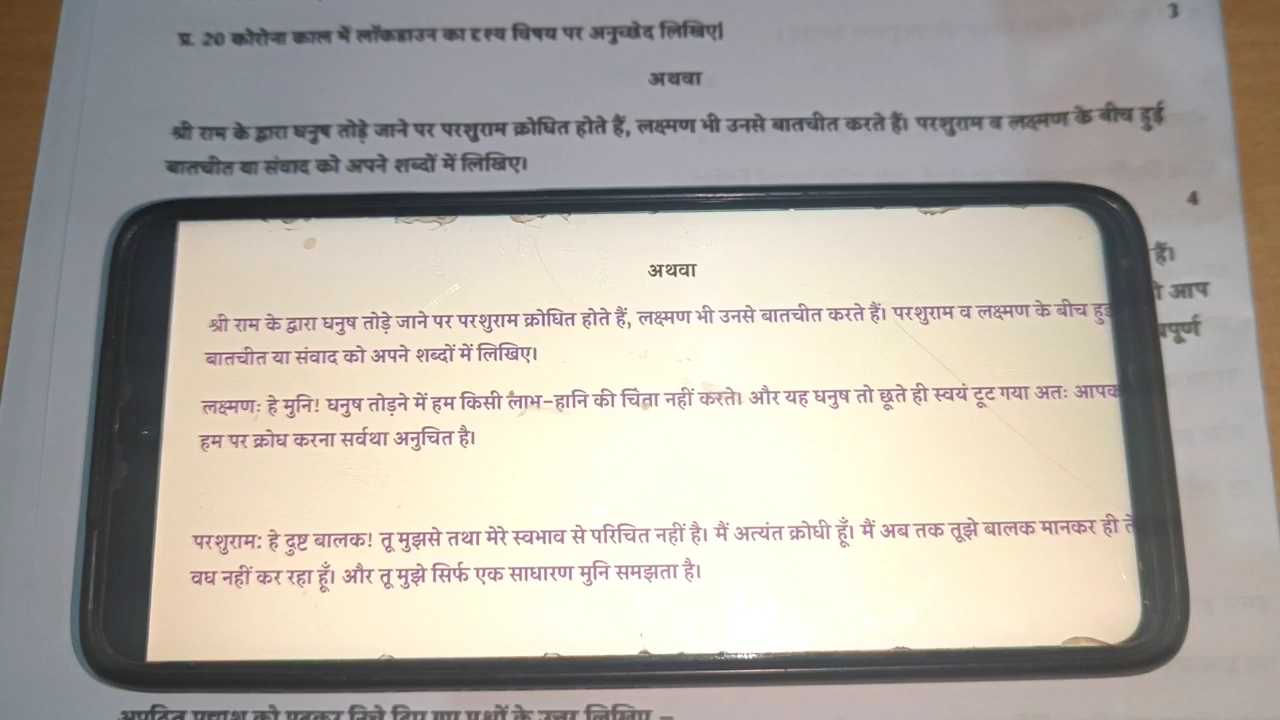 3
प्र. 20 कोरोना काल में लॉकडाउन का दृश्य विषय पर अनुच्छेद लिखिए|
अथवा
श्री राम के द्वारा धनुष तोड़े जाने पर परशुराम क्रोधित होते हैं, लक्ष्मण भी उनसे बातचीत करते हैं। परशुराम व लक्ष्मण के बीच हुई
बातचीत या संवाद को अपने शब्दों में लिखिए।
4
अथवा
श्री राम के द्वारा धनुष तोड़े जाने पर परशुराम क्रोधित होते हैं, लक्ष्मण भी उनसे बातचीत करते हैं। परशुराम व लक्ष्मण के बीच हुई
बातचीत या संवाद को अपने शब्दों में लिखिए।
लक्ष्मणः हे मुनि! धनुष तोड़ने में हम किसी लाभ-हानि की चिंता नहीं करते। और यह धनुष तो छूते ही स्वयं टूट गया अतः
हम पर क्रोध करना सर्वथा अनुचित है।
परशुराम: हे दुष्ट बालक! तू मुझसे तथा मेरे स्वभाव से परिचित नहीं है। मैं अत्यंत क्रोधी हूँ। मैं अब तक तूझे बालक मानकर ही
वध नहीं कर रहा हूँ। और तू मुझे सिर्फ एक साधारण मुनि समझता है।
हैं।
आप